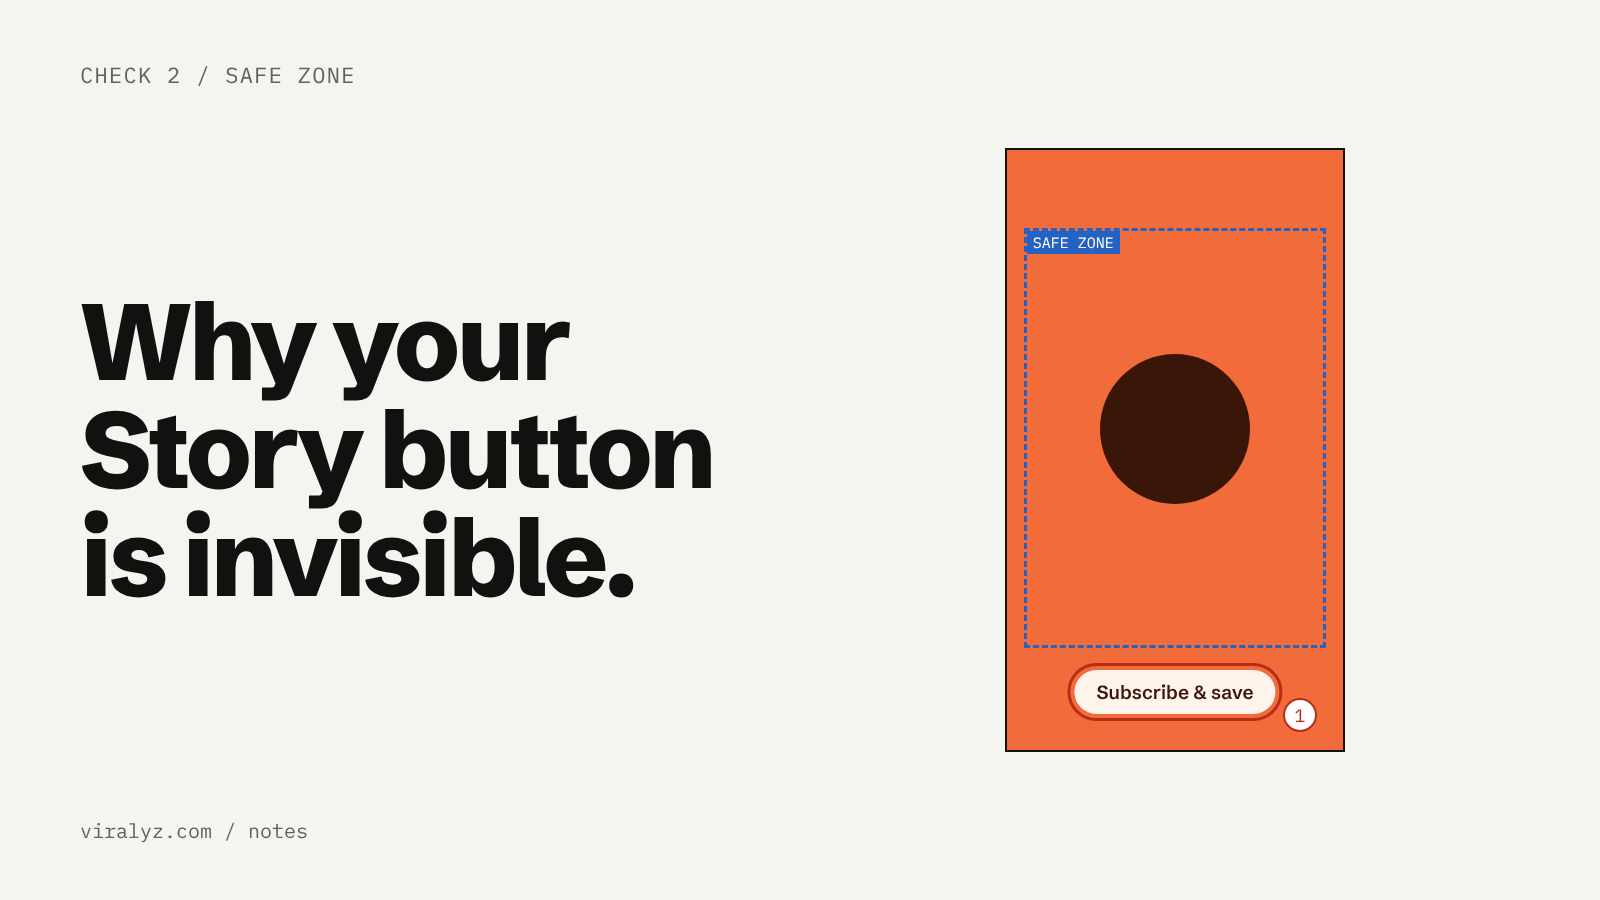 CHECK 2 / SAFE ZONE
Why your
Story button
is invisible.
SAFE ZONE
Subscribe & save
1
viralyz.com / notes